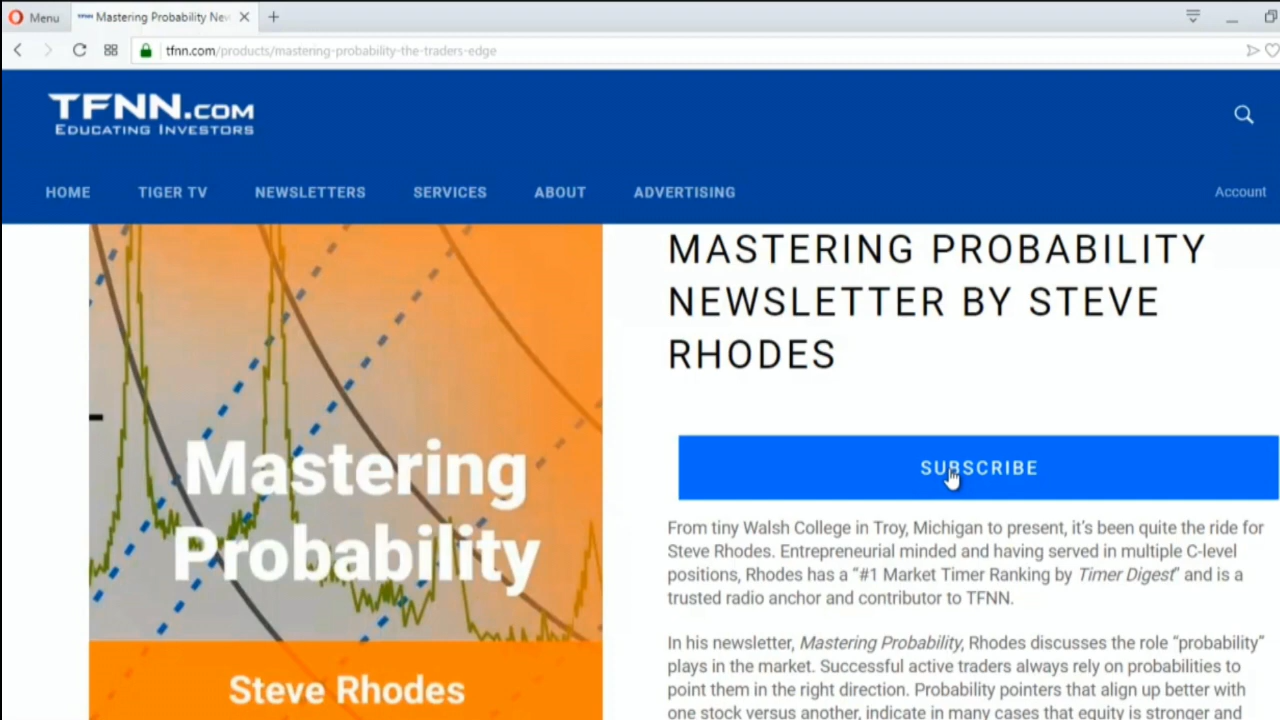 Menu
Mastering Probability New
tfnn.com/products/mastering-probability-the-traders-edge
TFNN.COM
EDUCATING INVESTORS
HOME TIGER TV NEWSLETTERS SERVICES ABOUT ADVERTISING Account
MASTERING PROBABILITY
NEWSLETTER BY STEVE
RHODES
Mastering
Probability
Steve Rhodes
SUBSCRIBE
From tiny Walsh College in Troy, Michigan to present, it's been quite the ride for
Steve Rhodes. Entrepreneurial minded and having served in multiple C-level
positions, Rhodes has a “#1 Market Timer Ranking by Timer Digest” and is a
trusted radio anchor and contributor to TFNN.
In his newsletter, Mastering Probability, Rhodes discusses the role “probability”
plays in the market. Successful active traders always rely on probabilities to
point them in the right direction. Probability pointers that align up better with
one stock versus another, indicate in many cases that equity is stronger and